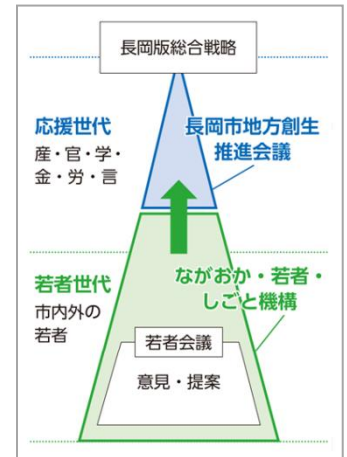 長岡版総合戦略
応援世代
産・官・学・
金・労・言
長岡市地方創生
推進会議
若者世代
市内外の
若者
ながおか・若者・
しごと機構
若者会議
意見・提案